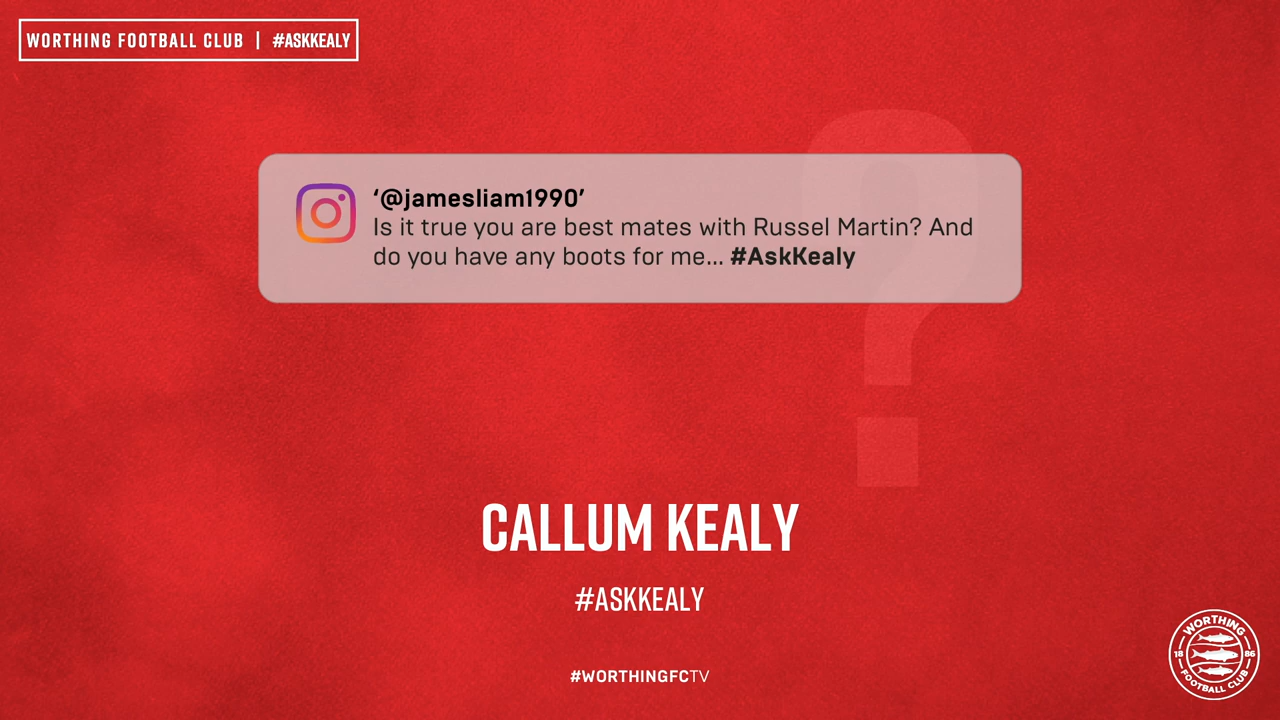 WORTHING FOOTBALL CLUB | #ASKKEALY
‘@jamesliam1990’
Is it true you are best mates with Russel Martin? And
do you have any boots for me... #AskKealy
?
CALLUM KEALY
#ASKKEALY
#WORTHINGFCTV
WORTHING
18 86
FOOTBALL CLUB